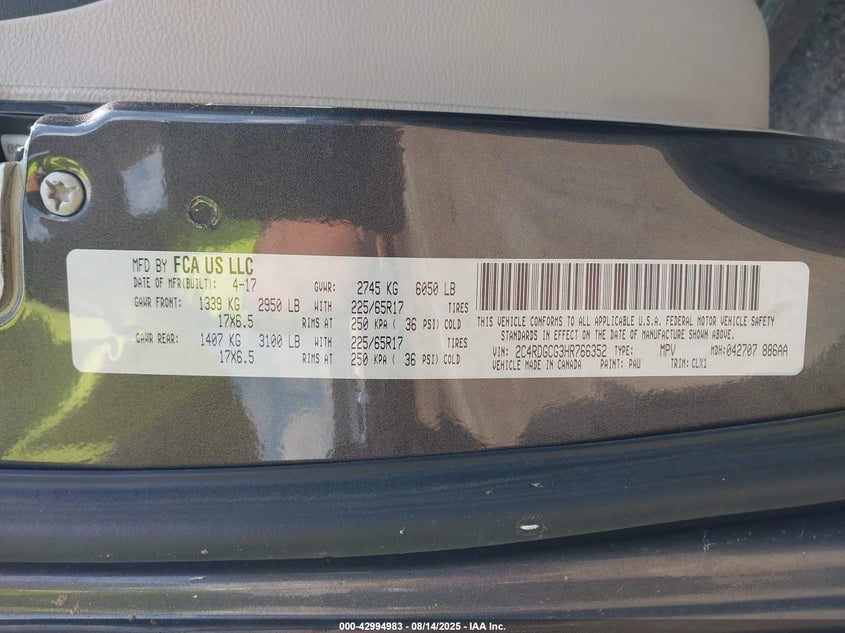 MFD BY FCA US LLC
DATE OF MFR(BUILT): 4-17 GVWR: 2745 KG 6050 LB
GAWR FRONT: 1339 KG 2950 LB WITH 225/65R17 TIRES
17X6.5 RIMS AT 250 KPA ( 36 PSI) COLD
GAWR REAR: 1407 KG 3100 LB WITH 225/65R17 TIRES
17X6.5 RIMS AT 250 KPA ( 36 PSI) COLD
THIS VEHICLE CONFORMS TO ALL APPLICABLE U.S.A. FEDERAL MOTOR VEHICLE SAFETY
STANDARDS IN EFFECT ON THE DATE OF MANUFACTURE SHOWN ABOVE.
VIN: 2C4RDGCG3HR766352 TYPE: MPV MDH: 042707 886AA
VEHICLE MADE IN CANADA PAINT: PAU TRIM: CLX1
000-42994983 - 08/14/2025 - IAA Inc.